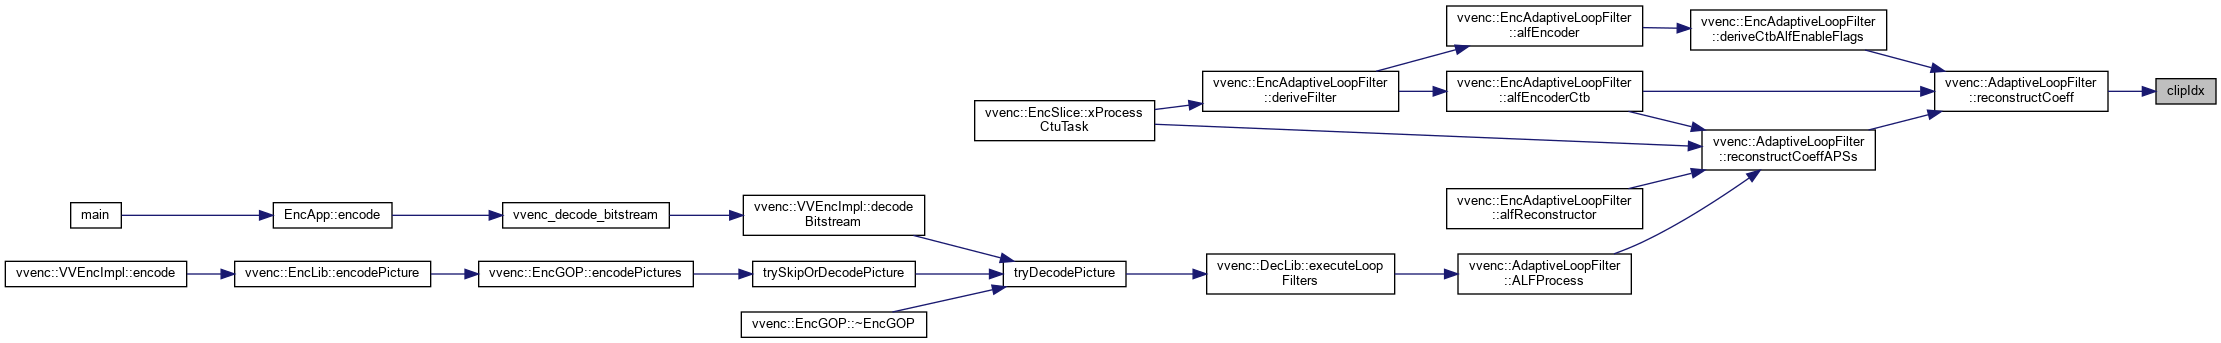 vvenc::EncAdaptiveLoopFilter
::alfEncoder
vvenc::EncAdaptiveLoopFilter
::deriveCtbAlfEnableFlags
vvenc::EncAdaptiveLoopFilter
::deriveFilter
vvenc::EncAdaptiveLoopFilter
::alfEncoderCtb
vvenc::AdaptiveLoopFilter
::reconstructCoeff
clipIdx
vvenc::EncSlice::xProcess
CtuTask
vvenc::AdaptiveLoopFilter
::reconstructCoeffAPSs
vvenc::EncAdaptiveLoopFilter
::alfReconstructor
main
EncApp::encode
vvenc_decode_bitstream
vvenc::VVEncImpl::decode
Bitstream
vvenc::VVEncImpl::encode
vvenc::EncLib::encodePicture
vvenc::EncGOP::encodePictures
trySkipOrDecodePicture
tryDecodePicture
vvenc::DecLib::executeLoop
Filters
vvenc::AdaptiveLoopFilter
::ALFProcess
vvenc::EncGOP::~EncGOP